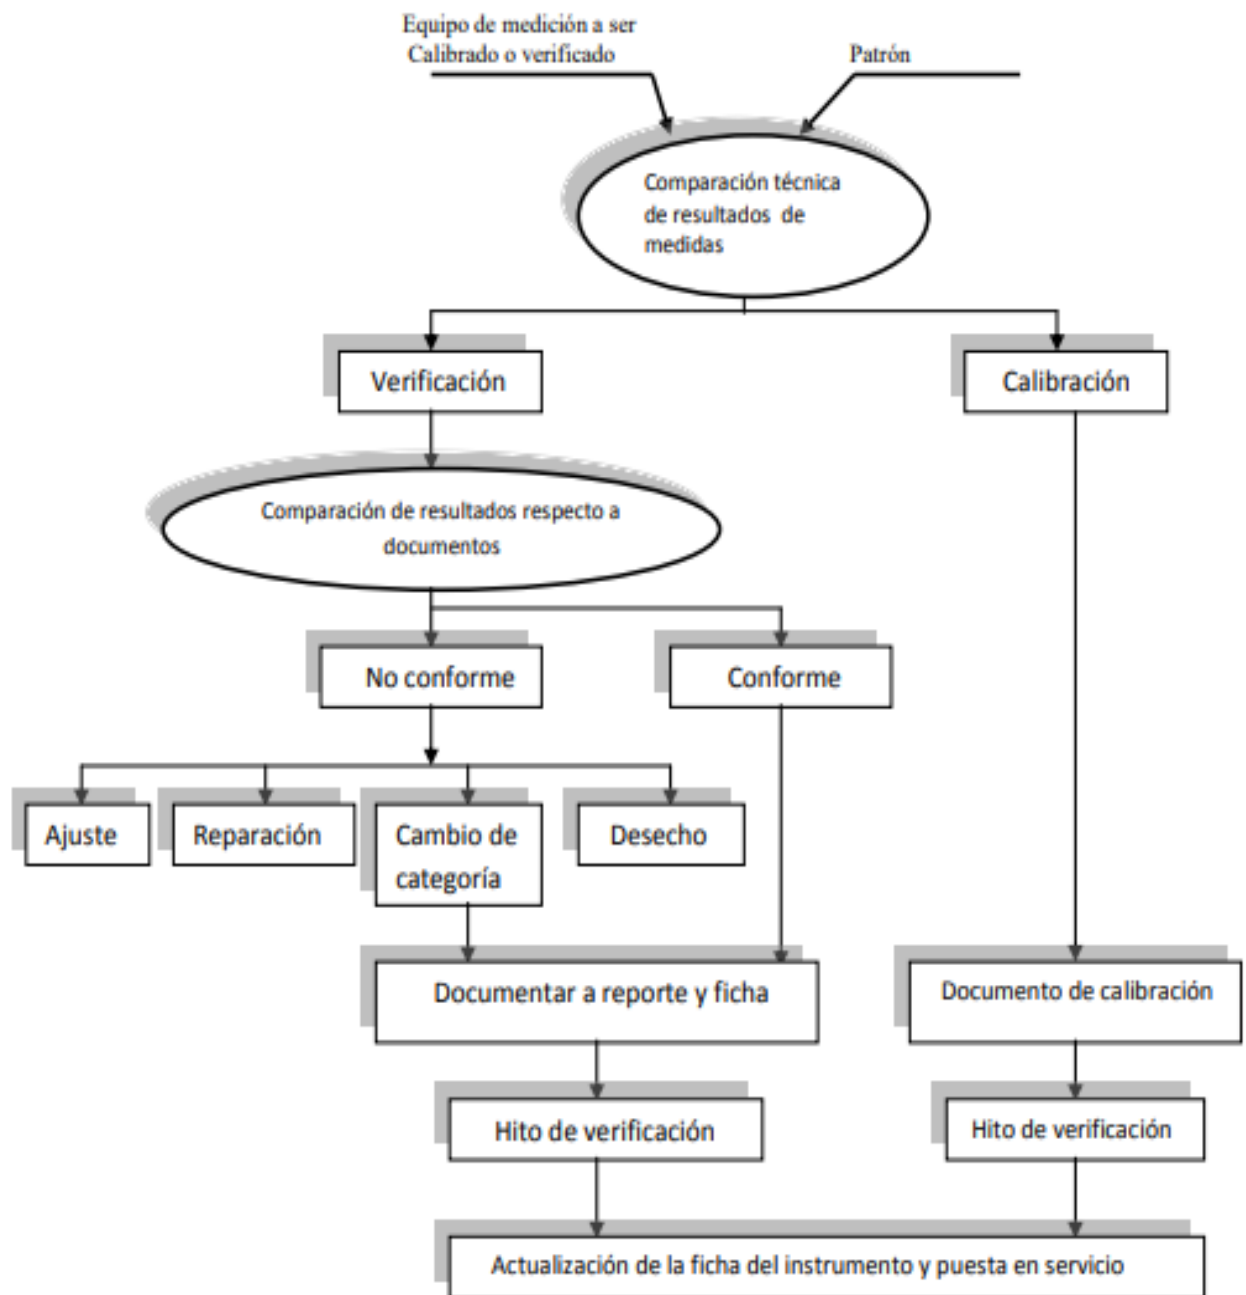 Equipo de medición a ser
Calibrado o verificado
Patrón
Comparación técnica
de resultados de
medidas
Verificación
Calibración
Comparación de resultados respecto a
documentos
No conforme
Conforme
Ajuste
Reparación
Cambio de
categoría
Desecho
Documentar a reporte y ficha
Documento de calibración
Hito de verificación
Hito de verificación
Actualización de la ficha del instrumento y puesta en servicio